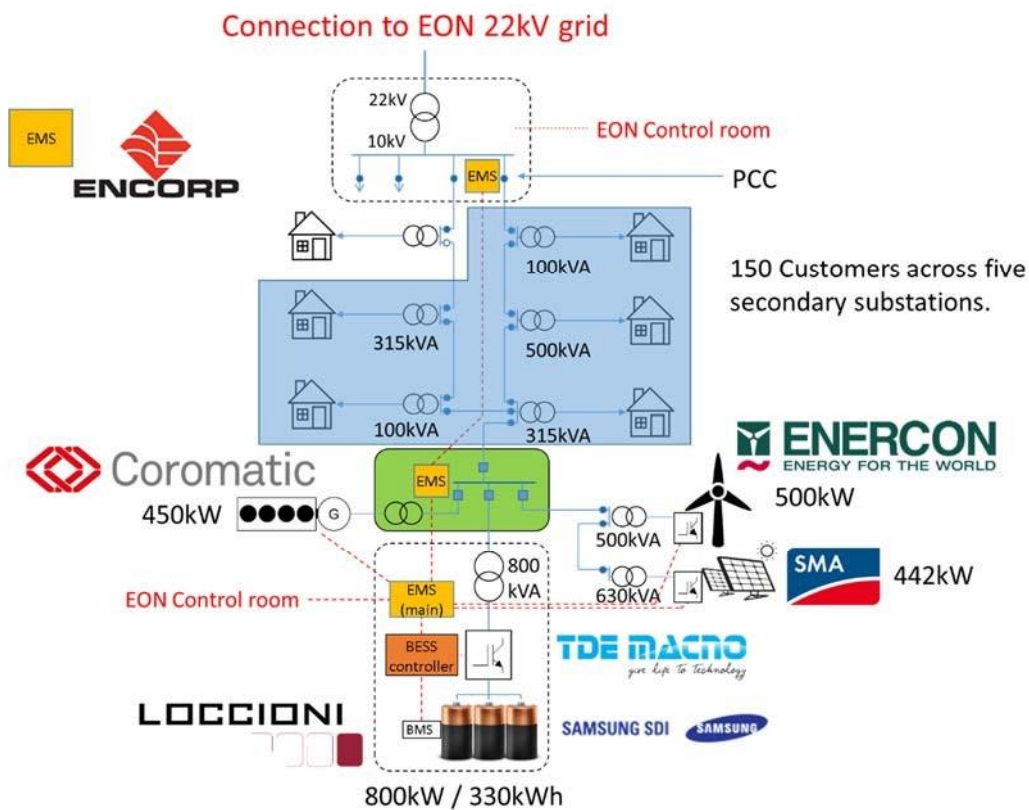 Connection to EON 22kV grid
22kV
10kV
EMS
EON Control room
EMS
ENCORP
PCC
100kVA
150 Customers across five
secondary substations.
315kVA
500kVA
100kVA
315kVA
Coromatic
ENERCON
ENERGY FOR THE WORLD
EMS
500kW
450kW
G
500kVA
800
kVA
SMA
442kW
630kVA
EON Control room
EMS
(main)
BESS
controller
TDE MACNO
give life to technology
LOCCIONI
BMS
SAMSUNG SDI
SAMSUNG
800kW / 330kWh